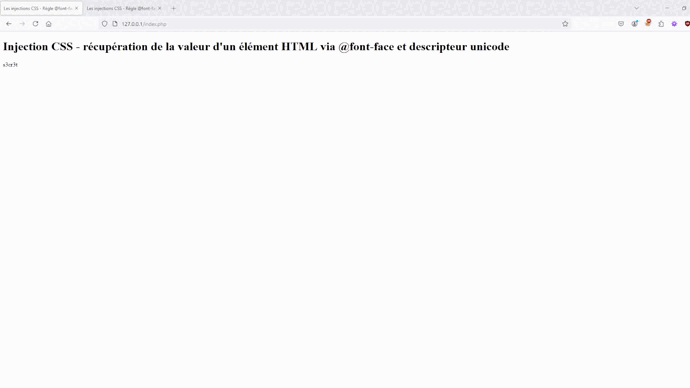 Les injections CSS - Règle @font-fa
Les injections CSS - Règle @font-fa
127.0.0.1/index.php
Injection CSS - récupération de la valeur d'un élément HTML via @font-face et descripteur unicode
s3cr3t